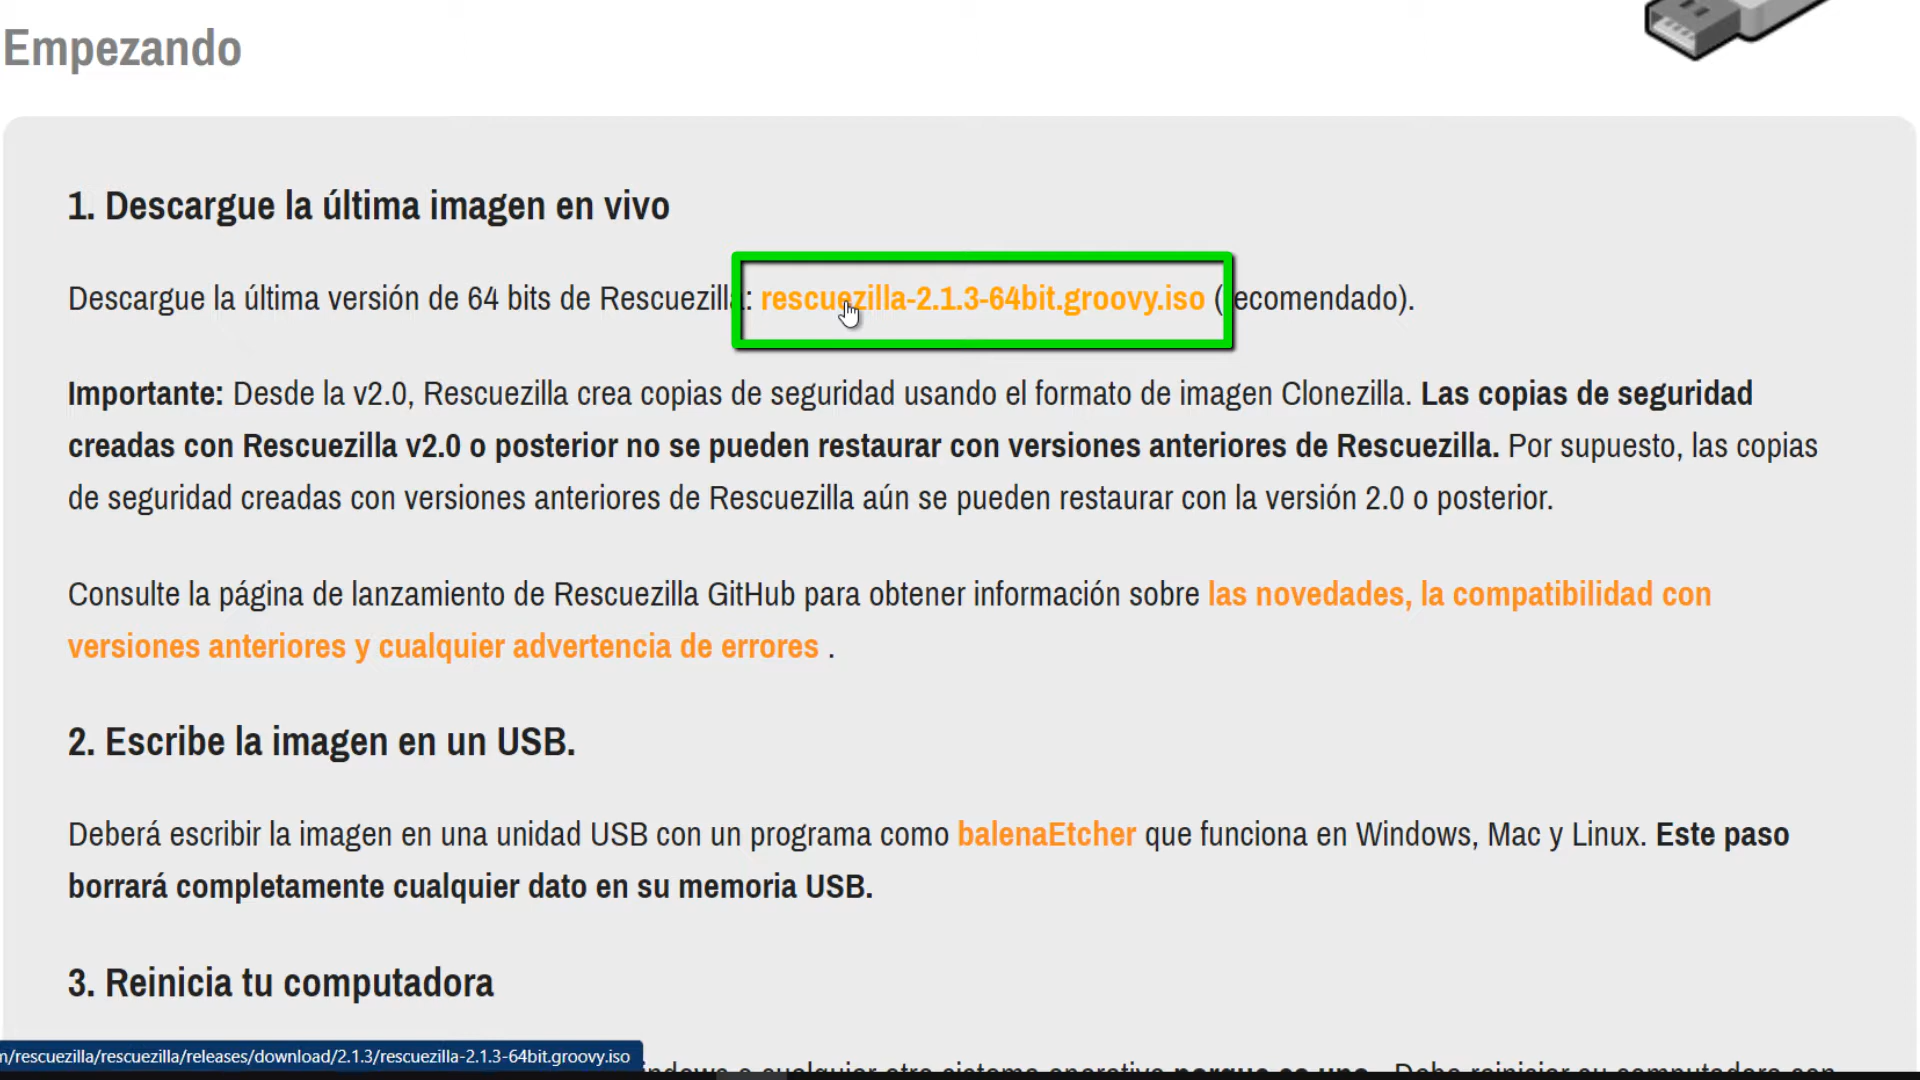 Empezando
1. Descargue la última imagen en vivo
Descargue la última versión de 64 bits de Rescuezilla: rescuezilla-2.1.3-64bit.groovy.iso (recomendado).
Importante: Desde la v2.0, Rescuezilla crea copias de seguridad usando el formato de imagen Clonezilla. Las copias de seguridad
creadas con Rescuezilla v2.0 o posterior no se pueden restaurar con versiones anteriores de Rescuezilla. Por supuesto, las copias
de seguridad creadas con versiones anteriores de Rescuezilla aún se pueden restaurar con la versión 2.0 o posterior.
Consulte la página de lanzamiento de Rescuezilla GitHub para obtener información sobre las novedades, la compatibilidad con
versiones anteriores y cualquier advertencia de errores .
2. Escribe la imagen en un USB.
Deberá escribir la imagen en una unidad USB con un programa como balenaEtcher que funciona en Windows, Mac y Linux. Este paso
borrará completamente cualquier dato en su memoria USB.
3. Reinicia tu computadora
m/rescuezilla/rescuezilla/releases/download/2.1.3/rescuezilla-2.1.3-64bit.groovy.iso